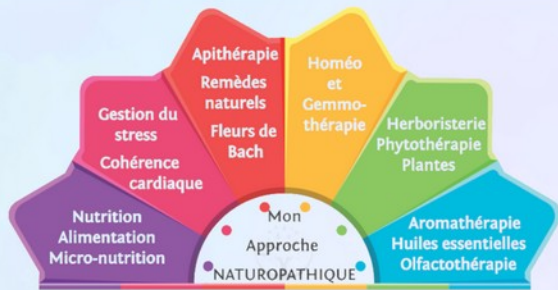 Nutrition
Alimentation
Micro-nutrition
Gestion du
stress
Cohérence
cardiaque
Apithérapie
Remèdes
naturels
Fleurs de
Bach
Homéo
et
Gemmo-
thérapie
Herboristerie
Phytothérapie
Plantes
Aromathérapie
Huiles essentielles
Olfactothérapie
Mon
Approche
NATUROPATHIQUE